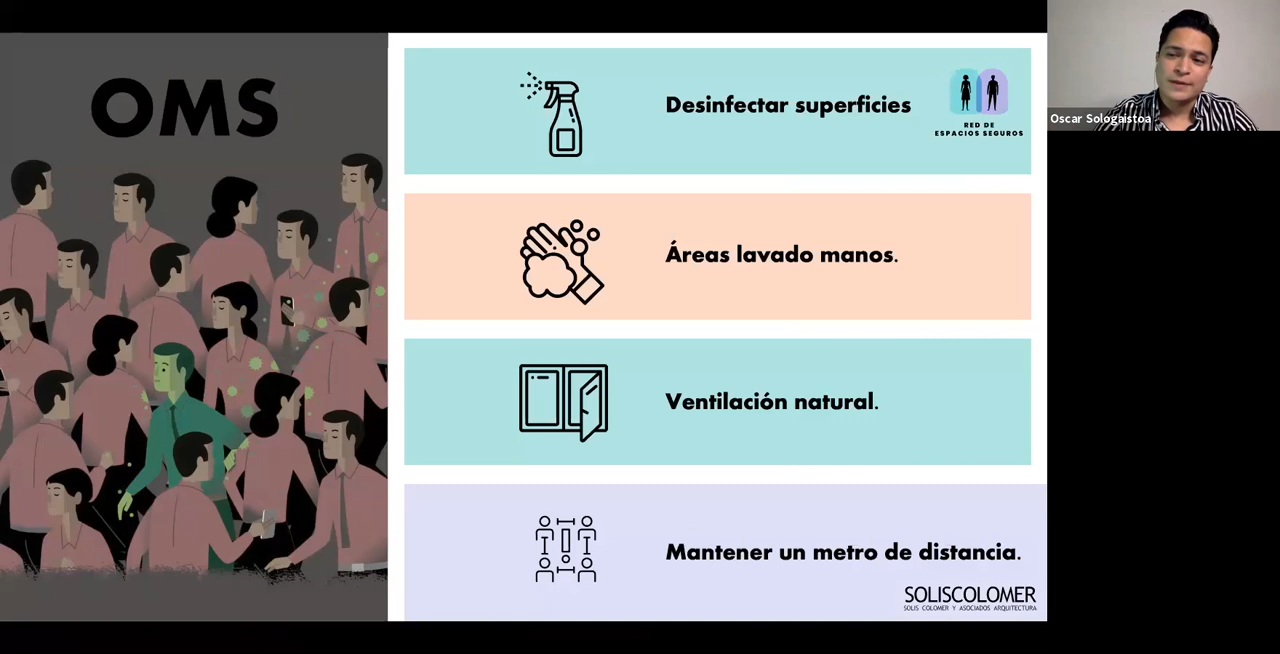 OMS
Desinfectar superficies
RED DE
ESPACIOS SEGUROS
Áreas lavado manos.
Ventilación natural.
Mantener un metro de distancia.
SOLISCOLOMER
SOLIS COLOMER Y ASOCIADOS ARQUITECTURA
Oscar Sologaistoa